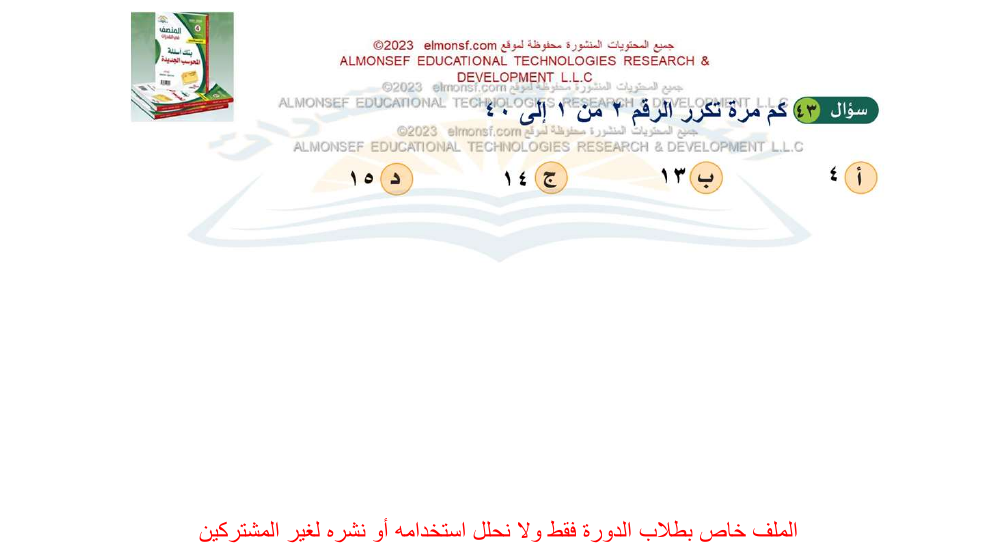 جميع المحتويات المنشورة محفوظة لموقع elmonsf.com ©2023
ALMONSEF EDUCATIONAL TECHNOLOGIES RESEARCH &
DEVELOPMENT L.L.C
جميع المحتويات المنشورة محفوظة لموقع elmonsf.com ©2023
ALMONSEF EDUCATIONAL TECHNOLOGIES RESEARCH & DEVELOPMENT L.L.C
سؤال ٤٣ كم مرة تكرر الرقم ٢ من ١ إلى ٤٠
جميع المحتويات المنشورة محفوظة لموقع elmonsf.com ©2023
ALMONSEF EDUCATIONAL TECHNOLOGIES RESEARCH & DEVELOPMENT L.L.C
أ ٤ ب ١٣ ج ١٤ د ١٥
المنصف
بنك أسئلة
المحوسب الجديدة
الملف خاص بطلاب الدورة فقط ولا نحلل استخدامه أو نشره لغير المشتركين